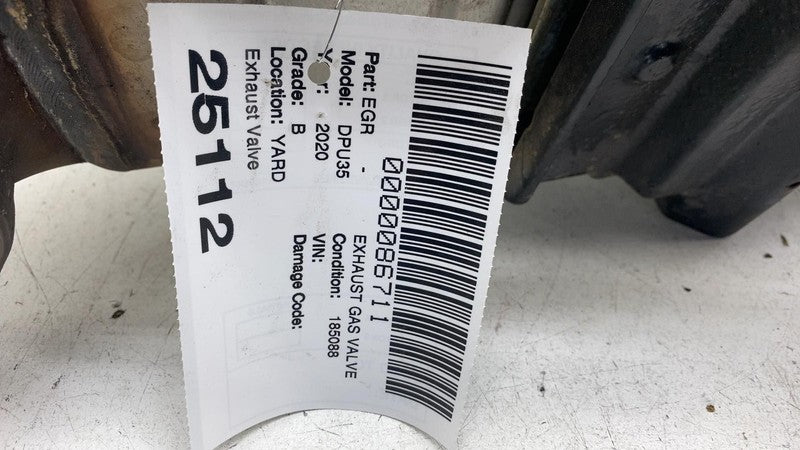 0000086711
Part: EGR - EXHAUST GAS VALVE
Model: DPU35 Condition: 185088
2020 VIN:
Grade: B Damage Code:
Location: YARD
Exhaust Valve
25112